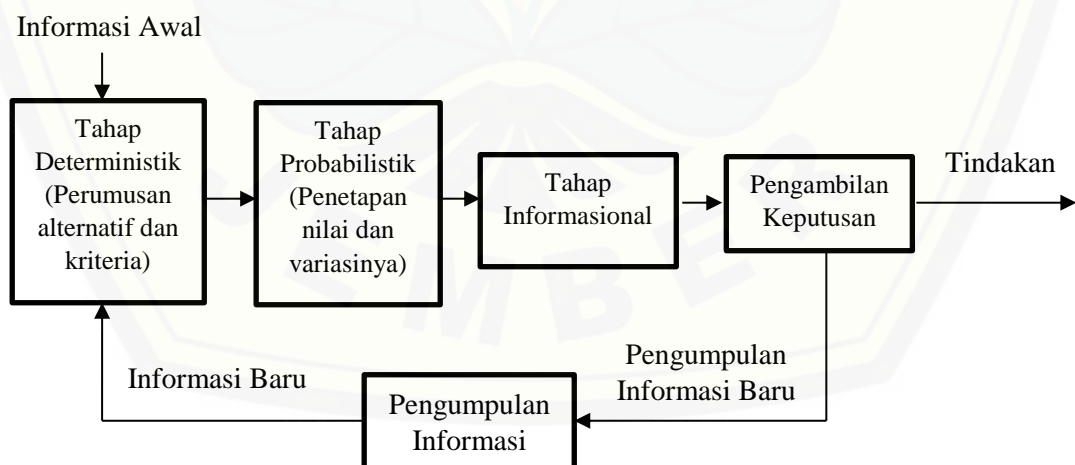 Informasi Awal
Tahap
Deterministik
(Perumusan
alternatif dan
kriteria)
Tahap
Probabilistik
(Penetapan
nilai dan
variasinya)
Tahap
Informasional
Pengambilan
Keputusan
Tindakan
Informasi Baru
Pengumpulan
Informasi
Pengumpulan
Informasi Baru